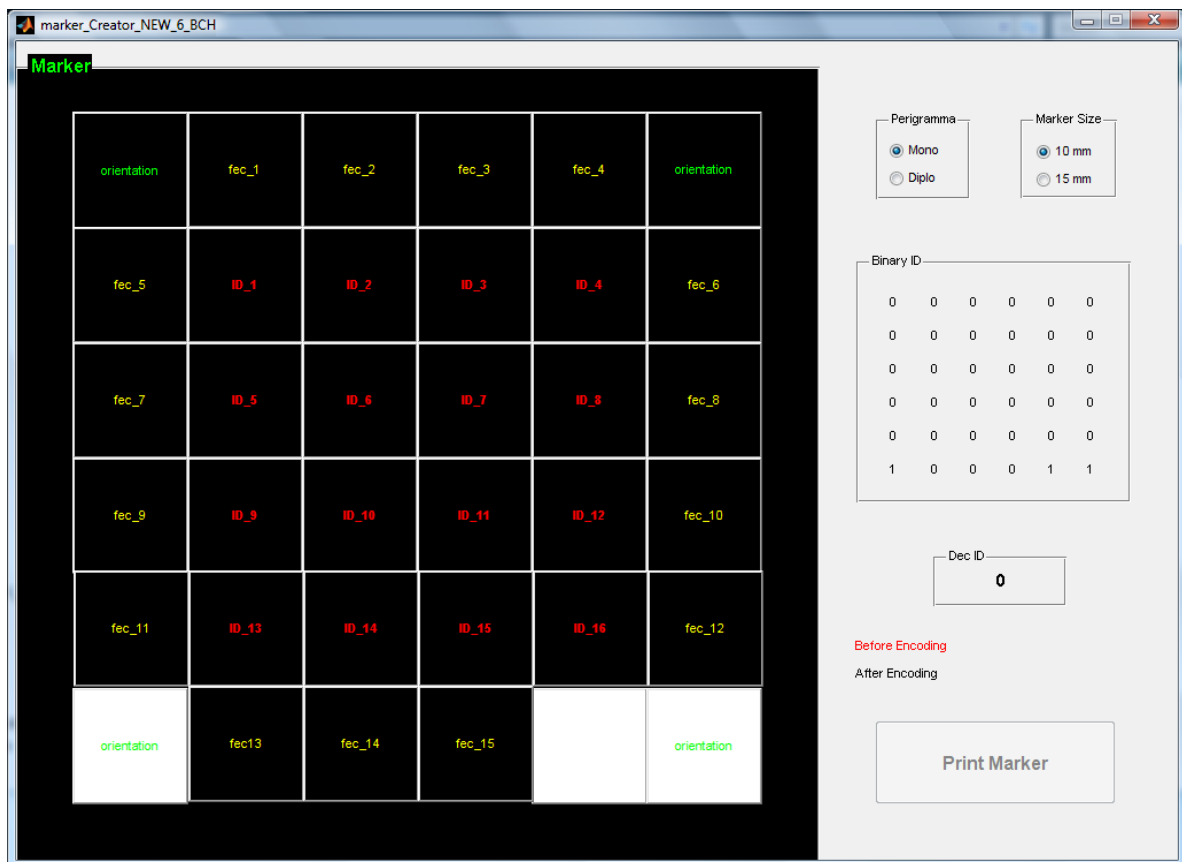 marker_Creator_NEW_6_BCH
Marker
orientation fec_1 fec_2 fec_3 fec_4 orientation
fec_5 ID_1 ID_2 ID_3 ID_4 fec_6
fec_7 ID_5 ID_6 ID_7 ID_8 fec_8
fec_9 ID_9 ID_10 ID_11 ID_12 fec_10
fec_11 ID_13 ID_14 ID_15 ID_16 fec_12
orientation fec13 fec_14 fec_15 orientation
Perigramma
Mono
Diplo
Marker Size
10 mm
15 mm
Binary ID
0 0 0 0 0 0
0 0 0 0 0 0
0 0 0 0 0 0
0 0 0 0 0 0
0 0 0 0 0 0
1 0 0 0 1 1
Dec ID
0
Before Encoding
After Encoding
Print Marker